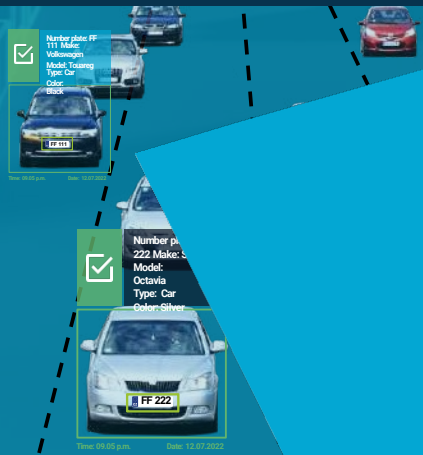 Number plate: FF
111 Make:
Volkswagen
Model: Touareg
Type: Car
Color:
Black
FF 111
Time: 09.05 p.m. Date: 12.07.2022
Number pl
222 Make: S
Model:
Octavia
Type: Car
Color: Silver
FF 222
Time: 09.05 p.m. Date: 12.07.2022